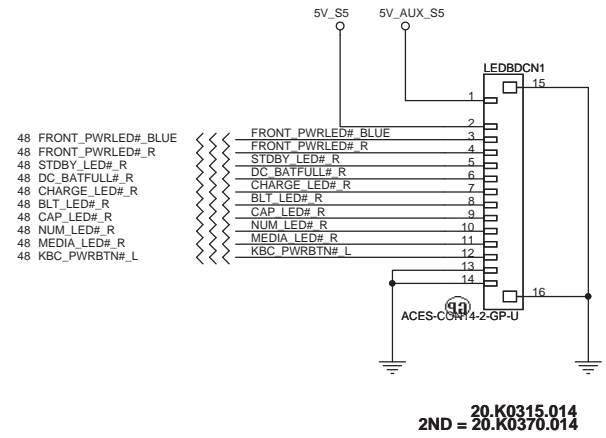 5V_S5
5V_AUX_S5
LEDBDCN1
15
1
2
48 FRONT_PWRLED#_BLUE
FRONT_PWRLED#_BLUE
3
48 FRONT_PWRLED#_R
FRONT_PWRLED#_R
4
48 STDBY_LED#_R
STDBY_LED#_R
5
48 DC_BATFULL#_R
DC_BATFULL#_R
6
48 CHARGE_LED#_R
CHARGE_LED#_R
7
48 BLT_LED#_R
BLT_LED#_R
8
48 CAP_LED#_R
CAP_LED#_R
9
48 NUM_LED#_R
NUM_LED#_R
10
48 MEDIA_LED#_R
MEDIA_LED#_R
11
48 KBC_PWRBTN#_L
KBC_PWRBTN#_L
12
13
14
16
GP
ACES-CON14-2-GP-U
20.K0315.014
2ND = 20.K0370.014